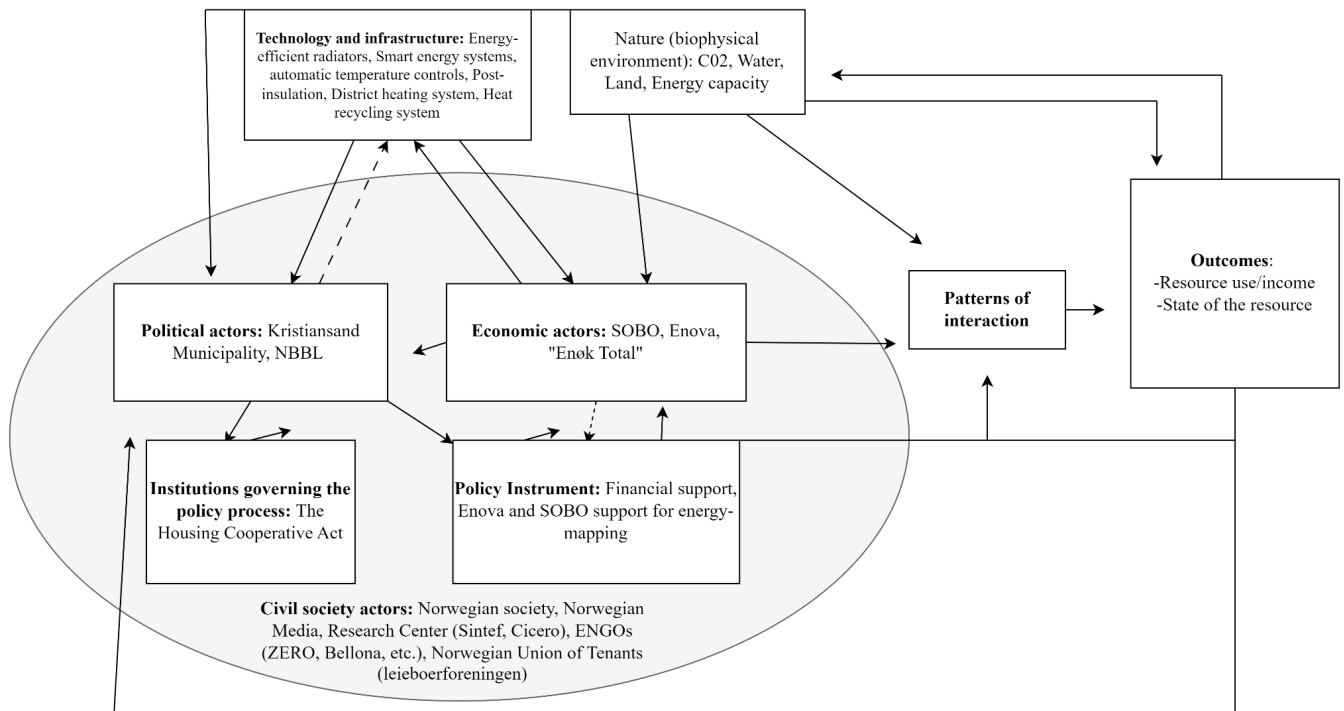 Technology and infrastructure: Energy-
efficient radiators, Smart energy systems,
automatic temperature controls, Post-
insulation, District heating system, Heat
recycling system
Nature (biophysical
environment): C02, Water,
Land, Energy capacity
Political actors: Kristiansand
Municipality, NBBL
Economic actors: SOBO, Enova,
"Enøk Total"
Patterns of
interaction
Outcomes:
-Resource use/income
-State of the resource
Institutions governing the
policy process: The
Housing Cooperative Act
Policy Instrument: Financial support,
Enova and SOBO support for energy-
mapping
Civil society actors: Norwegian society, Norwegian
Media, Research Center (Sintef, Cicero), ENGOs
(ZERO, Bellona, etc.), Norwegian Union of Tenants
(leieboerforeningen)